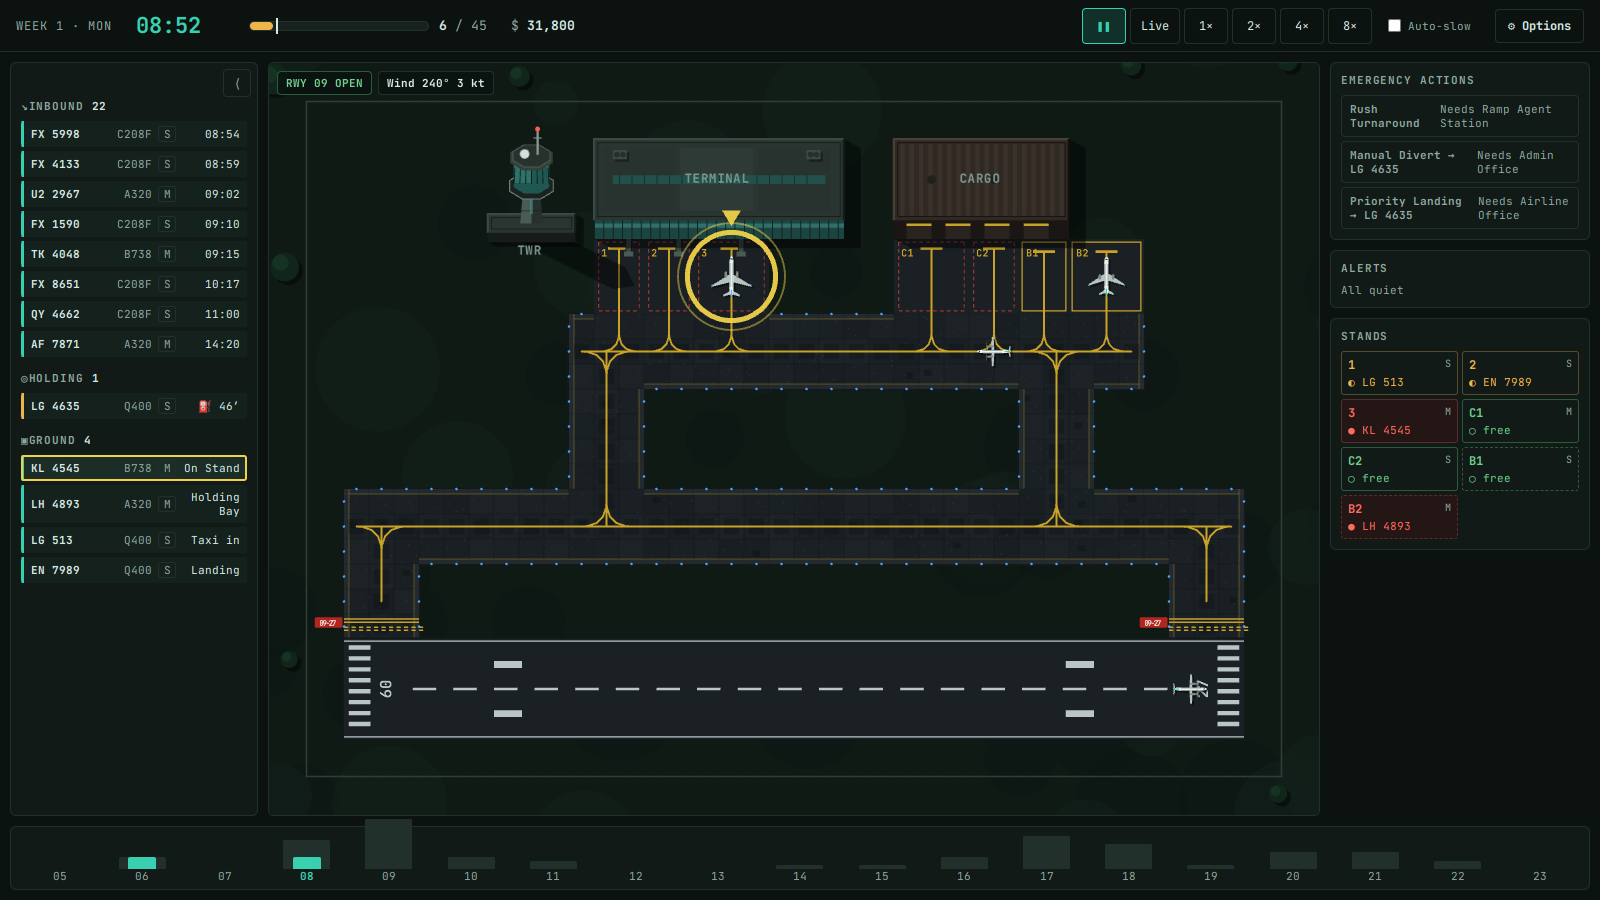 WEEK 1 · MON 08:52 6 / 45 $ 31,800 Live 1× 2× 4× 8× Auto-slow ⚙ Options
⟨
↘INBOUND 22
FX 5998 C208F S 08:54
FX 4133 C208F S 08:59
U2 2967 A320 M 09:02
FX 1590 C208F S 09:10
TK 4048 B738 M 09:15
FX 8651 C208F S 10:17
QY 4662 C208F S 11:00
AF 7871 A320 M 14:20
◎HOLDING 1
LG 4635 Q400 S ⛽ 46′
▣GROUND 4
KL 4545 B738 M On Stand
LH 4893 A320 M Holding
Bay
LG 513 Q400 S Taxi in
EN 7989 Q400 S Landing
RWY 09 OPEN Wind 240° 3 kt
TERMINAL
CARGO
TWR
1 2 3 C1 C2 B1 B2
09-27 09-27
09 27
EMERGENCY ACTIONS
Rush
Turnaround
Needs Ramp Agent
Station
Manual Divert →
LG 4635
Needs Admin
Office
Priority Landing
→ LG 4635
Needs Airline
Office
ALERTS
All quiet
STANDS
1 S
◐ LG 513
2 S
◐ EN 7989
3 M
● KL 4545
C1 M
○ free
C2 S
○ free
B1 S
○ free
B2 M
● LH 4893
05 06 07 08 09 10 11 12 13 14 15 16 17 18 19 20 21 22 23